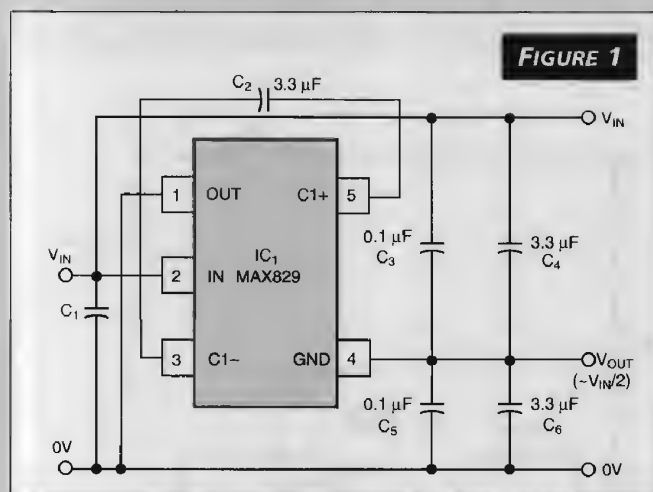 FIGURE 1
C2 3.3 µF
VIN
1 OUT C1+ 5
IC1
0.1 µF
C3
3.3 µF
C4
VIN
2 IN MAX829
C1
3 C1~ GND 4
VOUT
(~VIN/2)
0.1 µF
C5
3.3 µF
C6
0V
0V